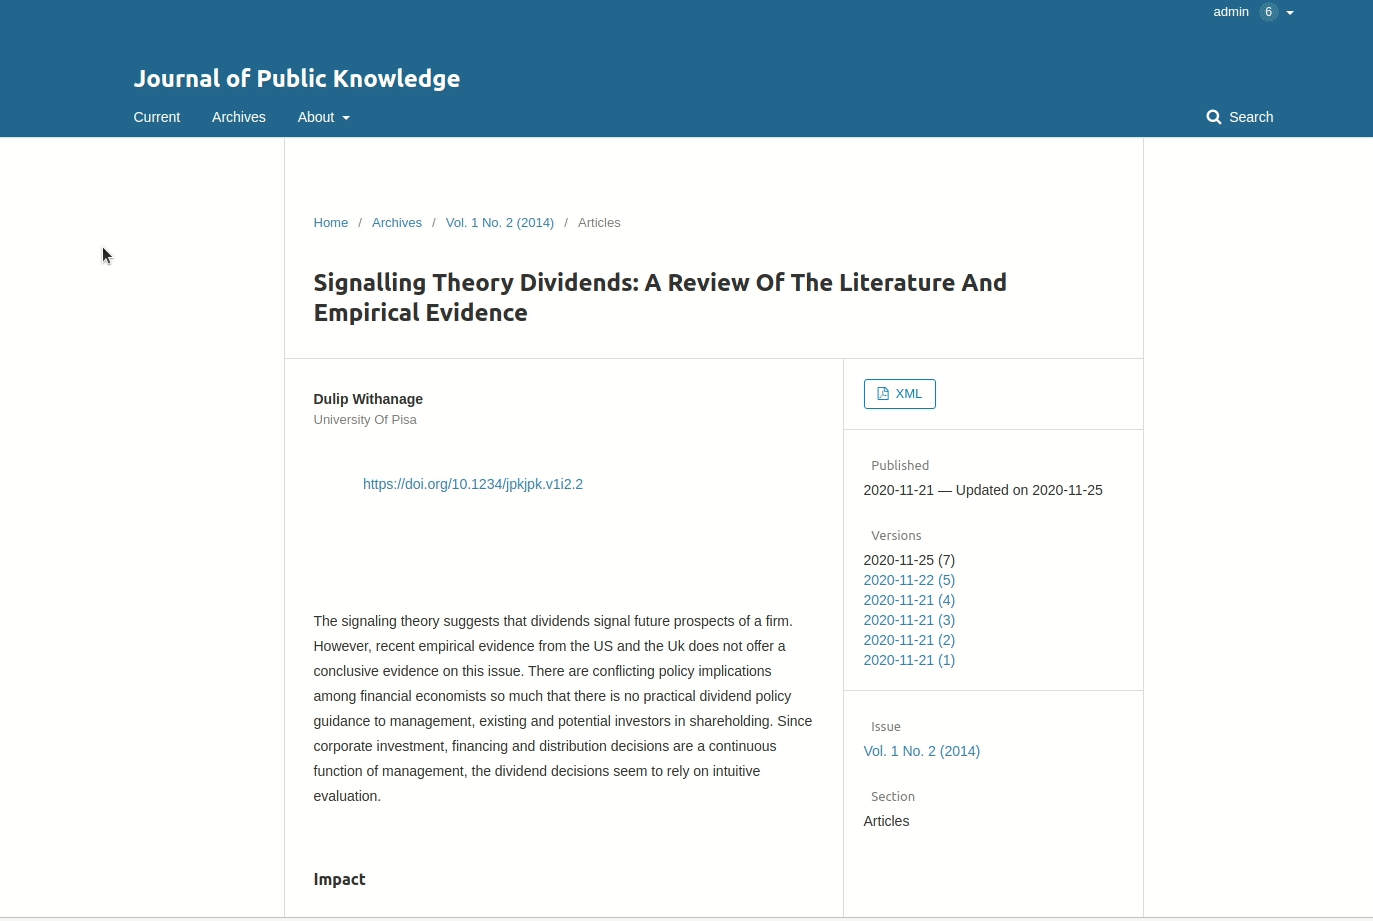 admin 6
Journal of Public Knowledge
Current Archives About Search
Home / Archives / Vol. 1 No. 2 (2014) / Articles
Signalling Theory Dividends: A Review Of The Literature And
Empirical Evidence
Dulip Withanage
University Of Pisa
https://doi.org/10.1234/jpkjpk.v1i2.2
The signaling theory suggests that dividends signal future prospects of a firm.
However, recent empirical evidence from the US and the Uk does not offer a
conclusive evidence on this issue. There are conflicting policy implications
among financial economists so much that there is no practical dividend policy
guidance to management, existing and potential investors in shareholding. Since
corporate investment, financing and distribution decisions are a continuous
function of management, the dividend decisions seem to rely on intuitive
evaluation.
Impact
XML
Published
2020-11-21 — Updated on 2020-11-25
Versions
2020-11-25 (7)
2020-11-22 (5)
2020-11-21 (4)
2020-11-21 (3)
2020-11-21 (2)
2020-11-21 (1)
Issue
Vol. 1 No. 2 (2014)
Section
Articles